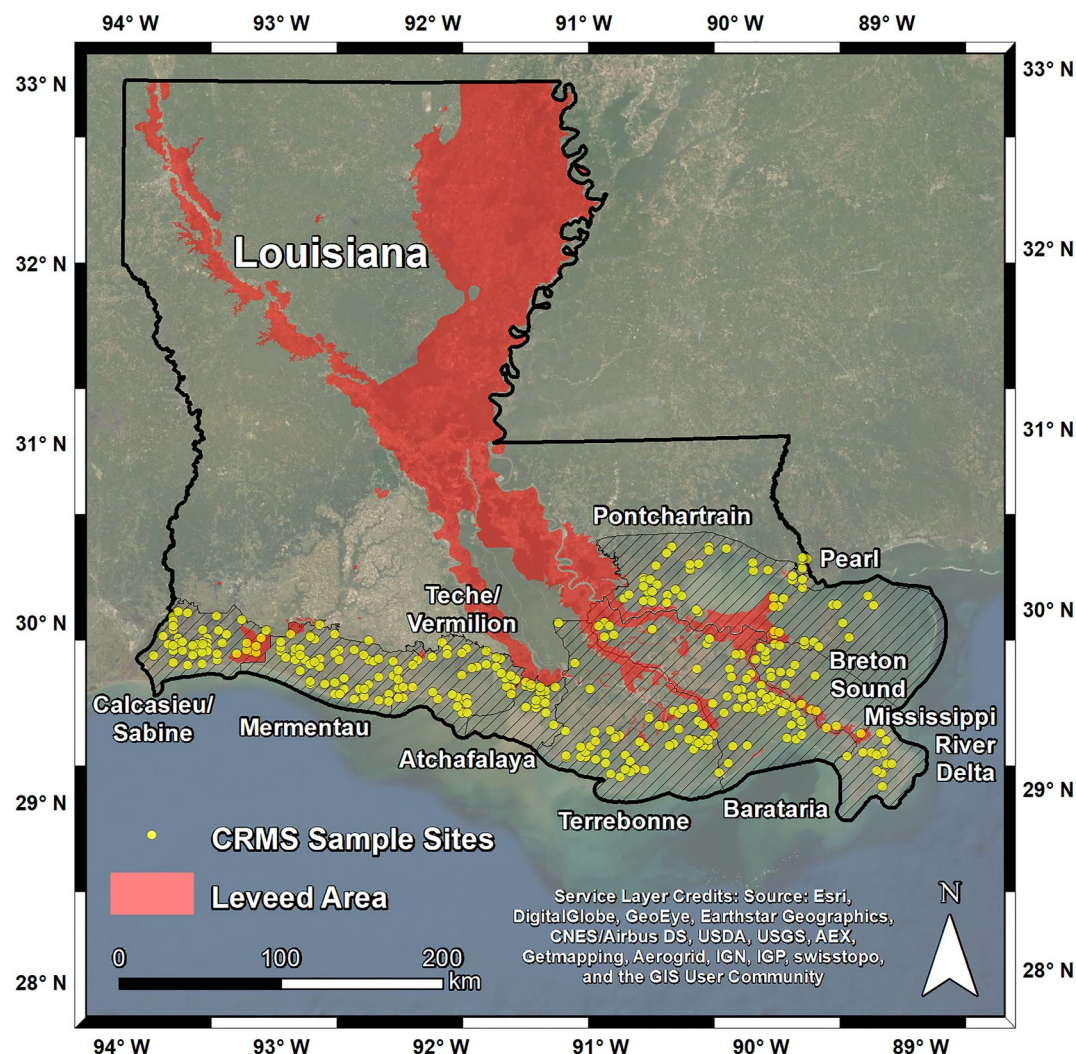 94° W 93° W 92° W 91° W 90° W 89° W
33° N 33° N
Louisiana
32° N 32° N
31° N 31° N
Pontchartrain
Pearl
Teche/
Vermilion
30° N 30° N
Breton
Sound
Calcasieu/
Sabine
Mermentau
Mississippi
River
Delta
Atchafalaya
29° N 29° N
Terrebonne
Barataria
CRMS Sample Sites
Leveed Area
Service Layer Credits: Source: Esri,
DigitalGlobe, GeoEye, Earthstar Geographics,
CNES/Airbus DS, USDA, USGS, AEX,
Getmapping, Aerogrid, IGN, IGP, swisstopo,
and the GIS User Community
N
0 100 200
km
28° N 28° N
94° W 93° W 92° W 91° W 90° W 89° W